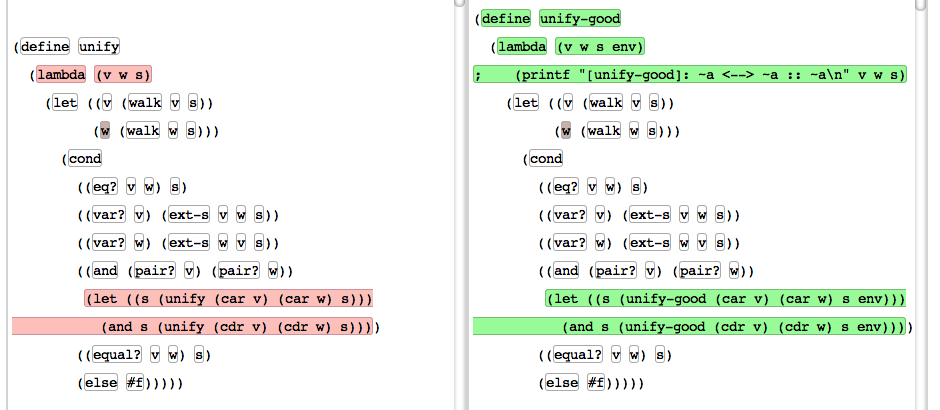 (define unify
(lambda (v w s)
(let ((v (walk v s))
(w (walk w s)))
(cond
((eq? v w) s)
((var? v) (ext-s v w s))
((var? w) (ext-s w v s))
((and (pair? v) (pair? w))
(let ((s (unify (car v) (car w) s)))
(and s (unify (cdr v) (cdr w) s))))
((equal? v w) s)
(else #f)))))
(define unify-good
(lambda (v w s env)
;    (printf "[unify-good]: ~a <--> ~a :: ~a\n" v w s)
(let ((v (walk v s))
(w (walk w s)))
(cond
((eq? v w) s)
((var? v) (ext-s v w s))
((var? w) (ext-s w v s))
((and (pair? v) (pair? w))
(let ((s (unify-good (car v) (car w) s env)))
(and s (unify-good (cdr v) (cdr w) s env))))
((equal? v w) s)
(else #f)))))